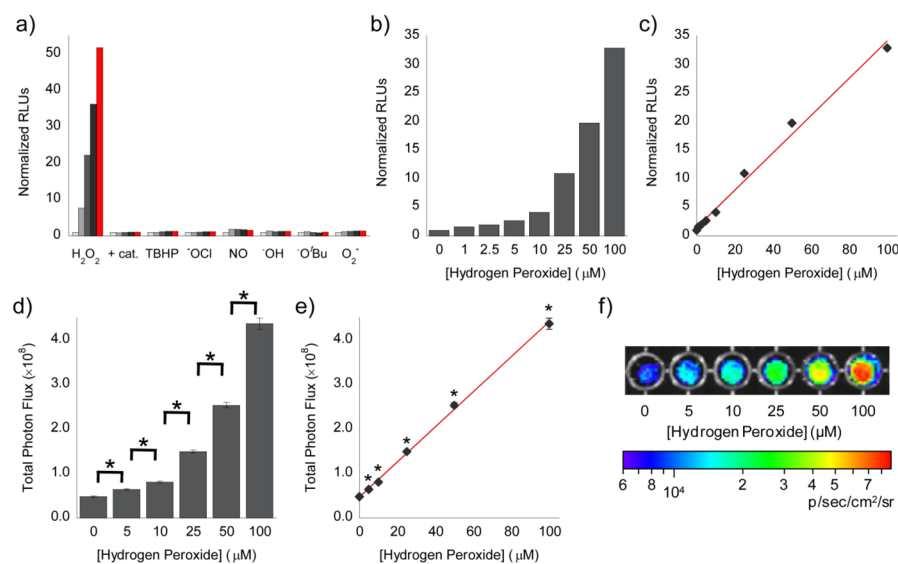 a)
Normalized RLUs
50
40
30
20
10
0
H₂O₂ + cat. TBHP ⁻OCl NO ·OH ·OᵗBu O₂⁻
b)
Normalized RLUs
35
30
25
20
15
10
5
0
0 1 2.5 5 10 25 50 100
[Hydrogen Peroxide] (μM)
c)
Normalized RLUs
35
30
25
20
15
10
5
0
0 20 40 60 80 100
[Hydrogen Peroxide] (μM)
d)
Total Photon Flux (×10⁸)
4.0
3.0
2.0
1.0
0.0
* * * * *
0 5 10 25 50 100
[Hydrogen Peroxide] (μM)
e)
Total Photon Flux (×10⁸)
4.0
3.0
2.0
1.0
0.0
* * * * *
0 20 40 60 80 100
[Hydrogen Peroxide] (μM)
f)
0 5 10 25 50 100
[Hydrogen Peroxide] (μM)
6 8 10⁴ 2 3 4 5 7
p/sec/cm²/sr